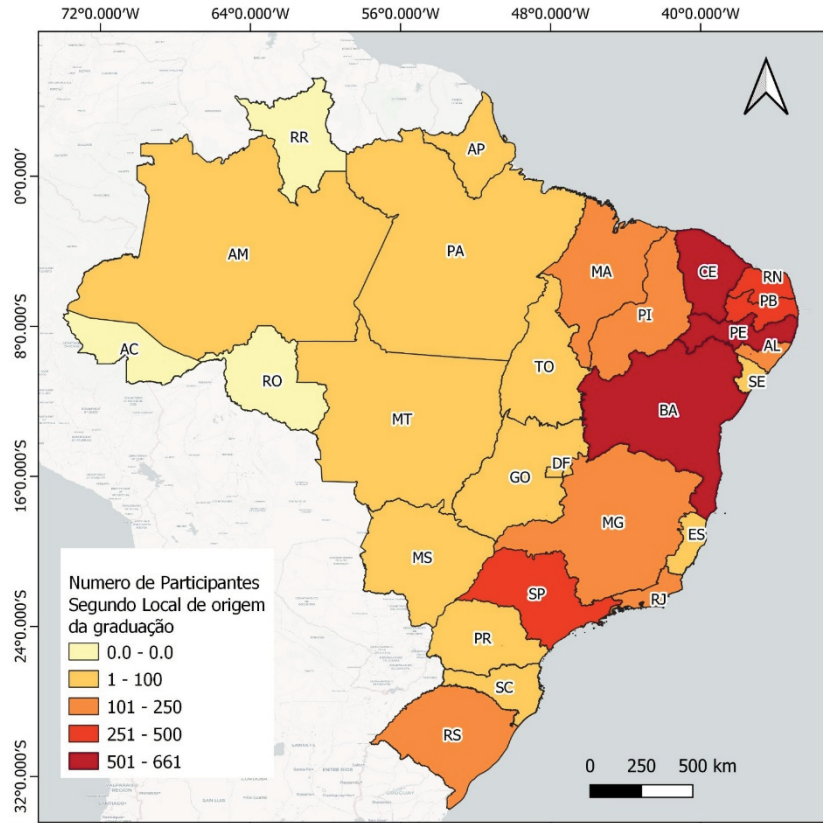 72°0.000'W 64°0.000'W 56°0.000'W 48°0.000'W 40°0.000'W
RR
AP
0°0.000'
AM
PA
MA
CE
RN
PB
PI
PE
8°0.000'S
AL
AC
TO
SE
RO
BA
MT
DF
16°0.000'S
GO
MG
ES
MS
Numero de Participantes
Segundo Local de origem
da graduação
0.0 - 0.0
1 - 100
101 - 250
251 - 500
501 - 661
SP
RJ
24°0.000'S
PR
SC
RS
0 250 500 km
32°0.000'S